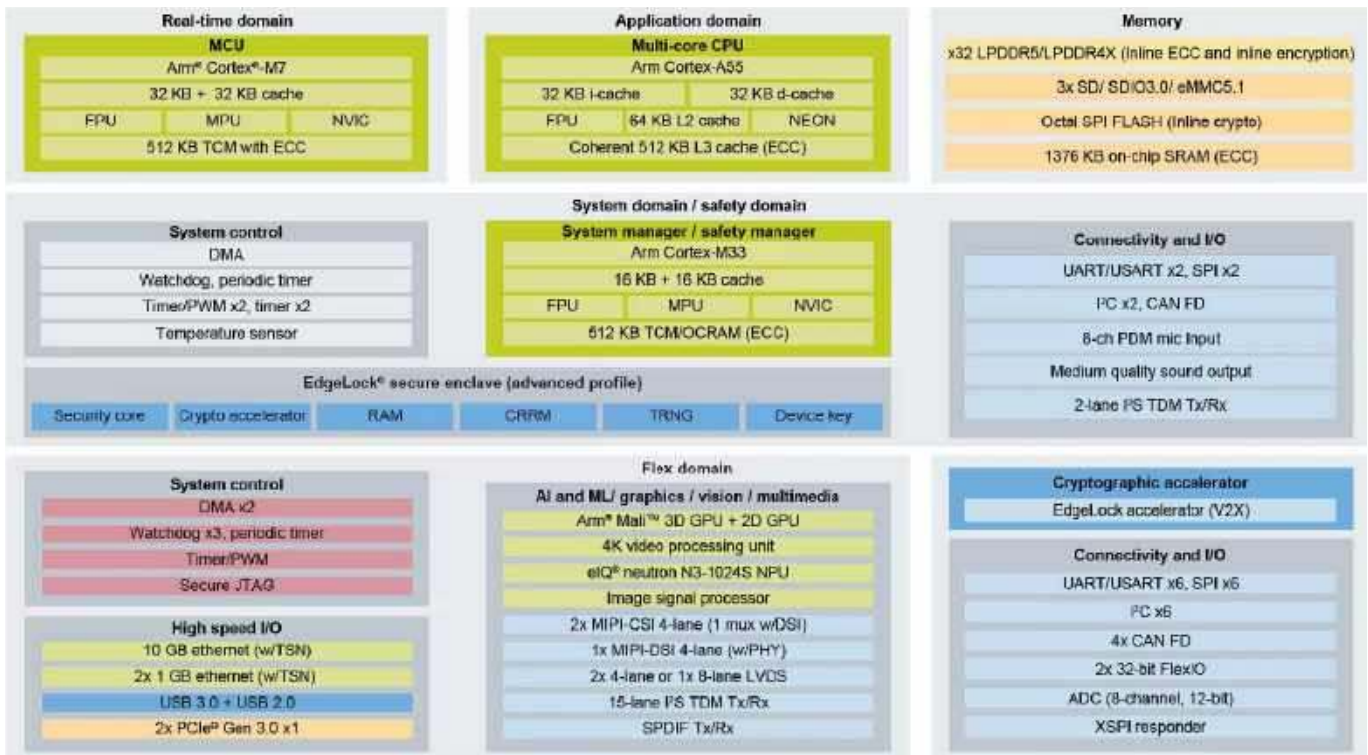 Real-time domain
MCU
Arm® Cortex®-M7
32 KB + 32 KB cache
FPU
MPU
NVIC
512 KB TCM with ECC
Application domain
Multi-core CPU
Arm Cortex-A55
32 KB i-cache
32 KB d-cache
FPU
64 KB L2 cache
NEON
Coherent 512 KB L3 cache (ECC)
Memory
x32 LPDDR5/LPDDR4X (Inline ECC and inline encryption)
3x SD/ SDIO3.0/ eMMC5.1
Octal SPI FLASH (Inline crypto)
1376 KB on-chip SRAM (ECC)
System domain / safety domain
System control
DMA
Watchdog, periodic timer
Timer/PWM x2, timer x2
Temperature sensor
System manager / safety manager
Arm Cortex-M33
16 KB + 16 KB cache
FPU
MPU
NVIC
512 KB TCM/OCRAM (ECC)
EdgeLock® secure enclave (advanced profile)
Security core
Crypto accelerator
RAM
CRRM
TRNG
Device key
Connectivity and I/O
UART/USART x2, SPI x2
I²C x2, CAN FD
8-ch PDM mic Input
Medium quality sound output
2-lane I²S TDM Tx/Rx
Flex domain
System control
DMA x2
Watchdog x3, periodic timer
Timer/PWM
Secure JTAG
High speed I/O
10 GB ethernet (w/TSN)
2x 1 GB ethernet (w/TSN)
USB 3.0 + USB 2.0
2x PCIe® Gen 3.0 x1
AI and ML/ graphics / vision / multimedia
Arm® Mali™ 3D GPU + 2D GPU
4K video processing unit
eIQ® neutron N3-1024S NPU
Image signal processor
2x MIPI-CSI 4-lane (1 mux w/DSI)
1x MIPI-DSI 4-lane (w/PHY)
2x 4-lane or 1x 8-lane LVDS
15-lane I²S TDM Tx/Rx
SPDIF Tx/Rx
Cryptographic accelerator
EdgeLock accelerator (V2X)
Connectivity and I/O
UART/USART x6, SPI x6
I²C x6
4x CAN FD
2x 32-bit FlexIO
ADC (8-channel, 12-bit)
XSPI responder